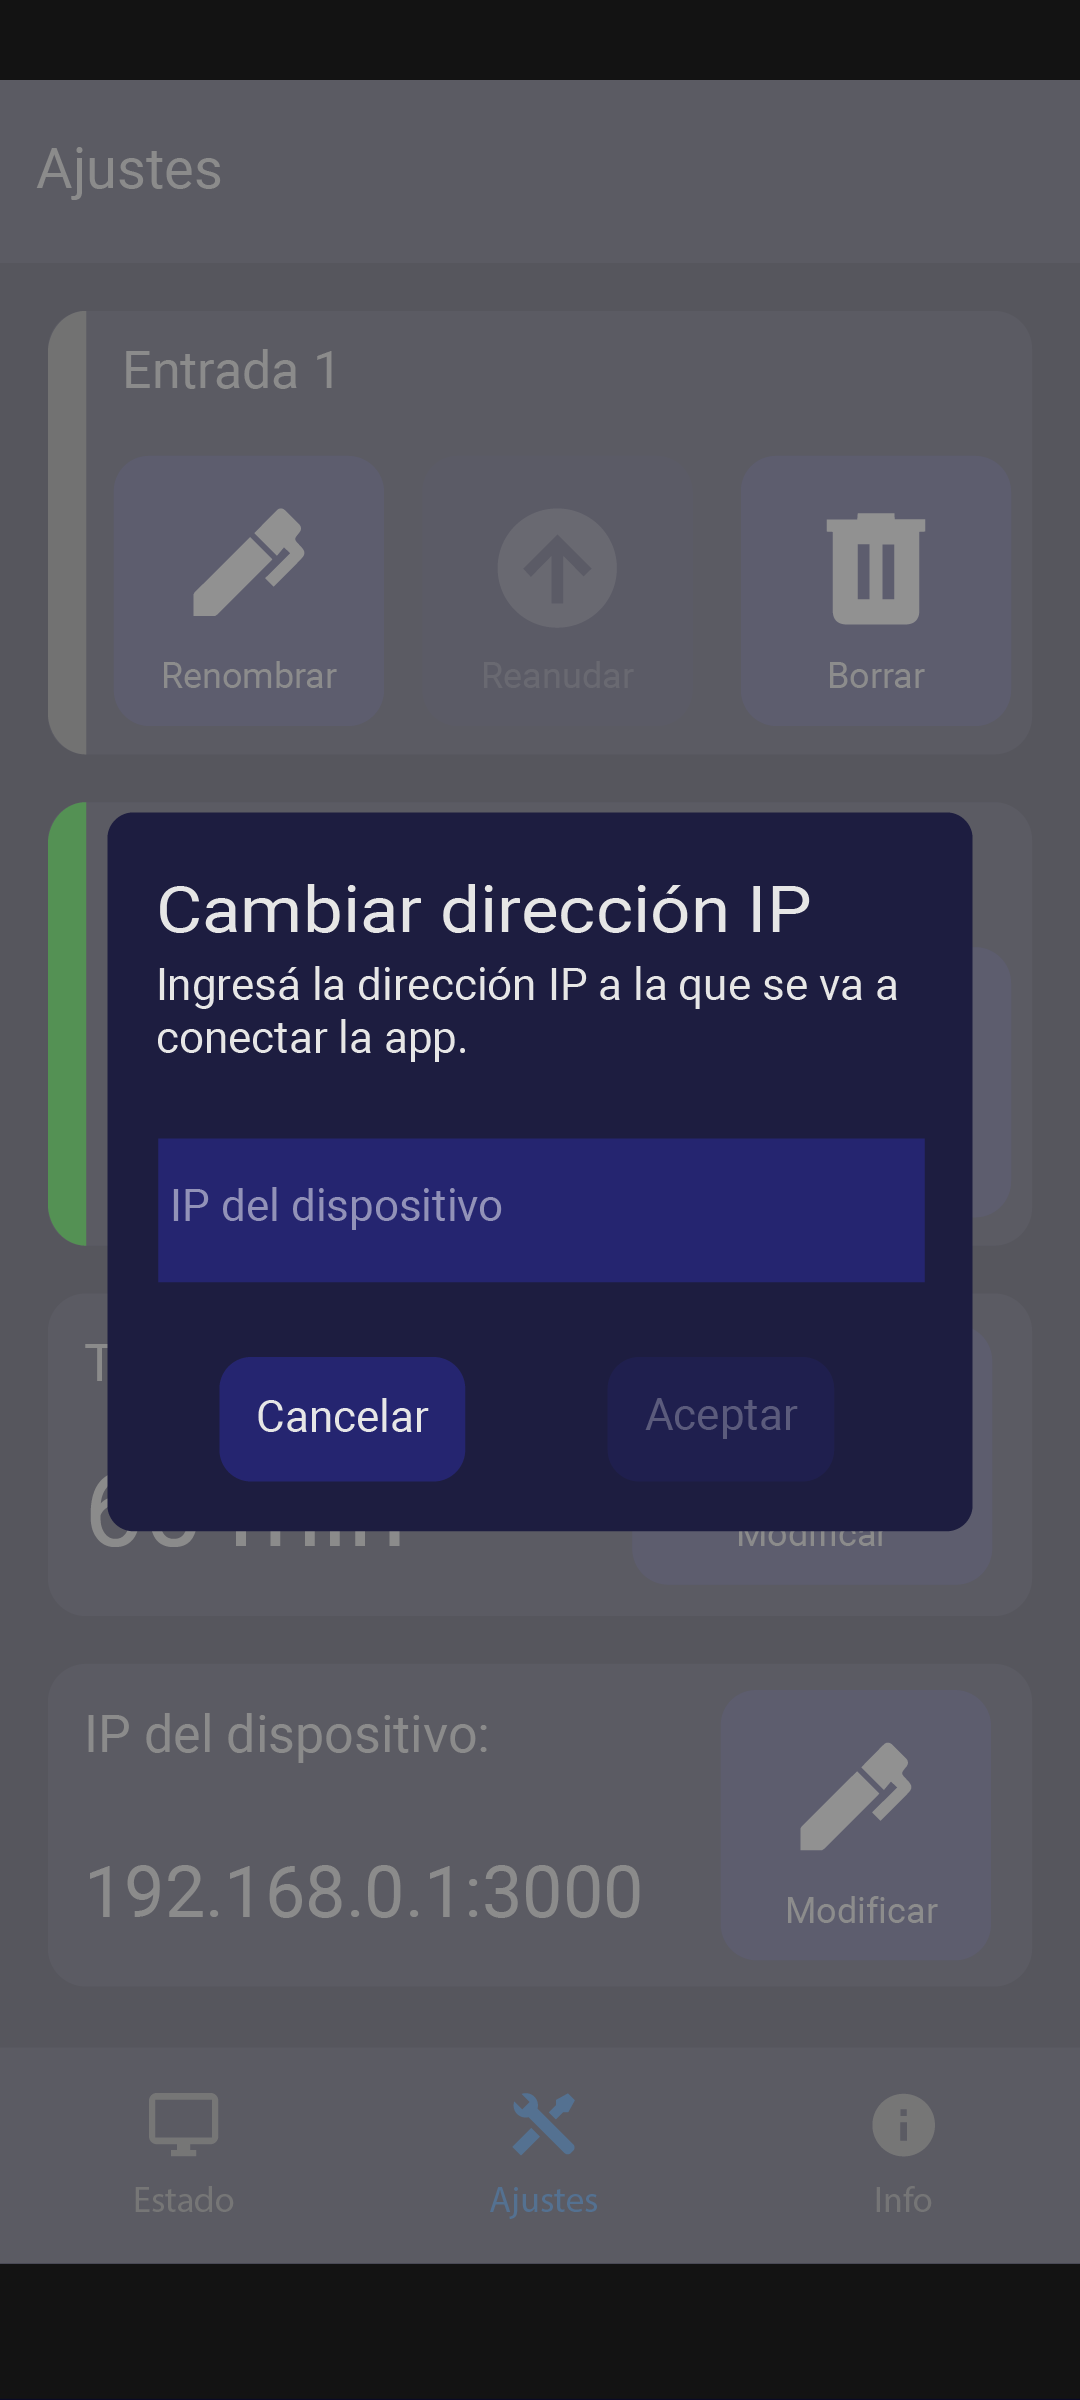 Ajustes
Entrada 1
Renombrar
Reanudar
Borrar
Cambiar dirección IP
Ingresá la dirección IP a la que se va a
conectar la app.
IP del dispositivo
Cancelar
Aceptar
Modificar
IP del dispositivo:
192.168.0.1:3000
Modificar
Estado
Ajustes
Info